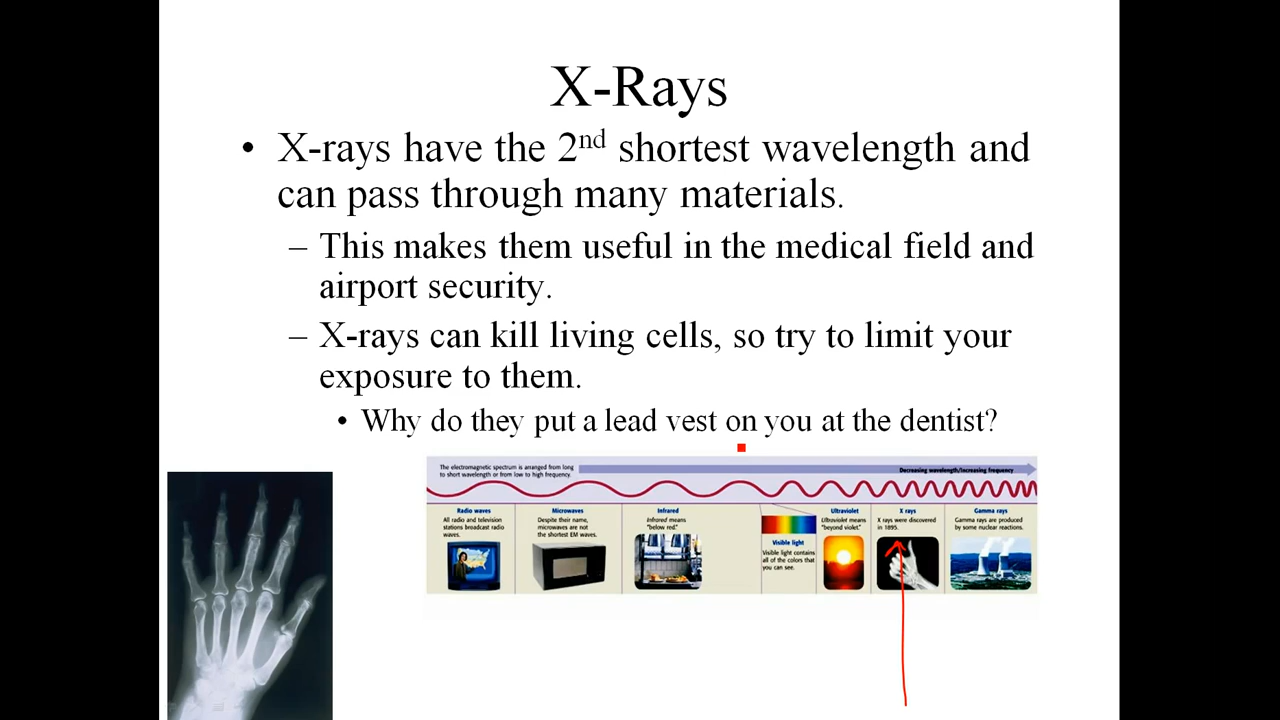 X-Rays
• X-rays have the 2nd shortest wavelength and
can pass through many materials.
– This makes them useful in the medical field and
airport security.
– X-rays can kill living cells, so try to limit your
exposure to them.
• Why do they put a lead vest on you at the dentist?
The electromagnetic spectrum is arranged from long
to short wavelength or from low to high frequency.
Decreasing wavelength/Increasing frequency
Radio waves
All radio and television
stations broadcast radio
waves.
Microwaves
Despite their name,
microwaves are not
the shortest EM waves.
Infrared
Infrared means
"below red."
Visible light
Visible light contains
all of the colors that
you can see.
Ultraviolet
Ultraviolet means
"beyond violet."
X rays
X rays were discovered
in 1895.
Gamma rays
Gamma rays are produced
by some nuclear reactions.